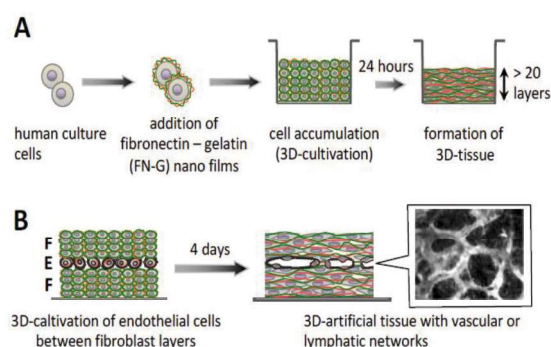 A
24 hours
> 20
layers
human culture
cells
addition of
fibronectin – gelatin
(FN-G) nano films
cell accumulation
(3D-cultivation)
formation of
3D-tissue
B
F
E
F
4 days
3D-caltivation of endothelial cells
between fibroblast layers
3D-artificial tissue with vascular or
lymphatic networks